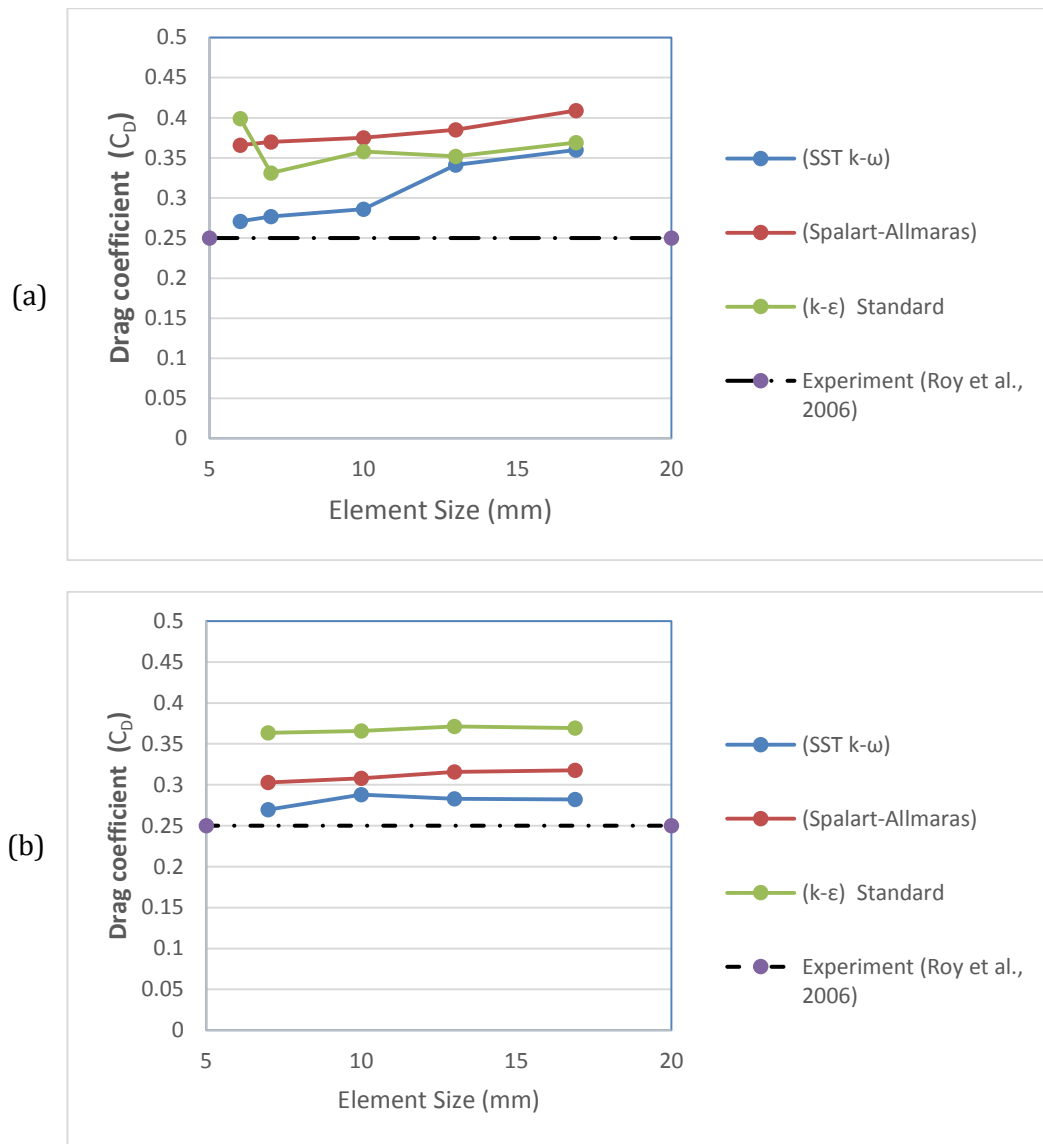 (a)
Drag coefficient (C_D)
0.5
0.45
0.4
0.35
0.3
0.25
0.2
0.15
0.1
0.05
0
5 10 15 20
Element Size (mm)
(SST k-ω)
(Spalart-Allmaras)
(k-ε) Standard
Experiment (Roy et al.,
2006)
(b)
Drag coefficient (C_D)
0.5
0.45
0.4
0.35
0.3
0.25
0.2
0.15
0.1
0.05
0
5 10 15 20
Element Size (mm)
(SST k-ω)
(Spalart-Allmaras)
(k-ε) Standard
Experiment (Roy et al.,
2006)